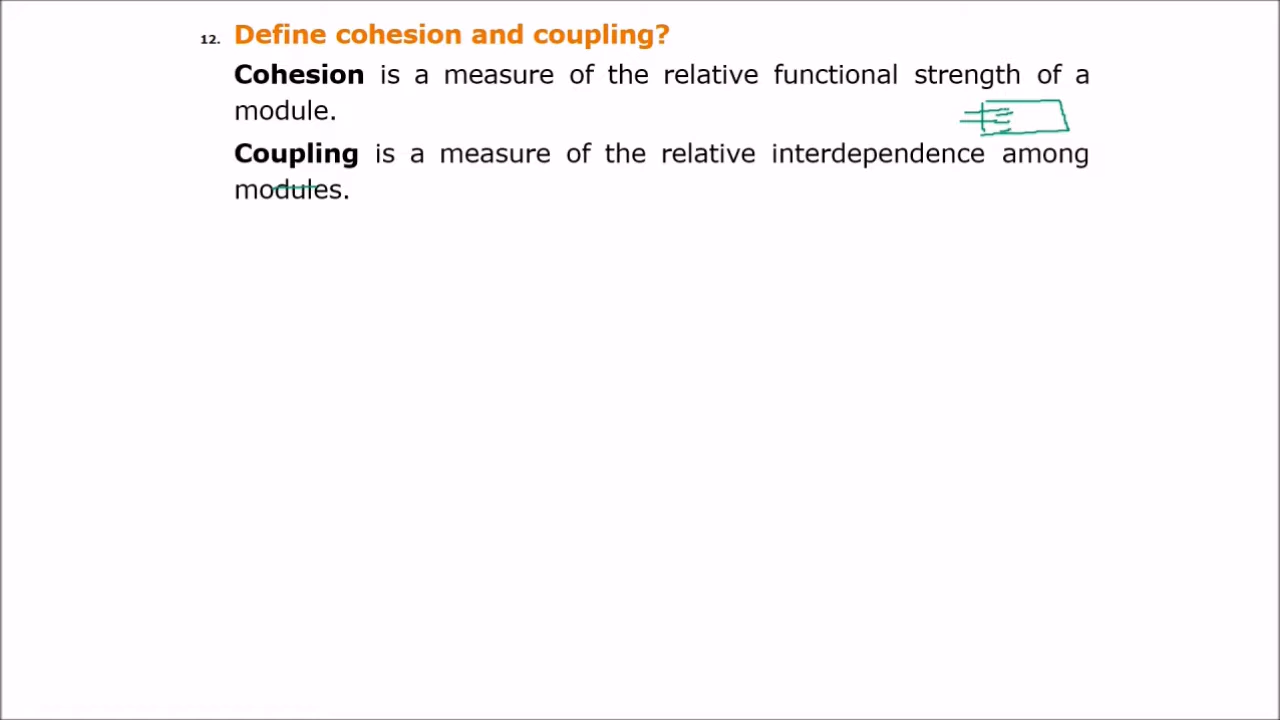 12. Define cohesion and coupling?
Cohesion is a measure of the relative functional strength of a
module.
Coupling is a measure of the relative interdependence among
modules.